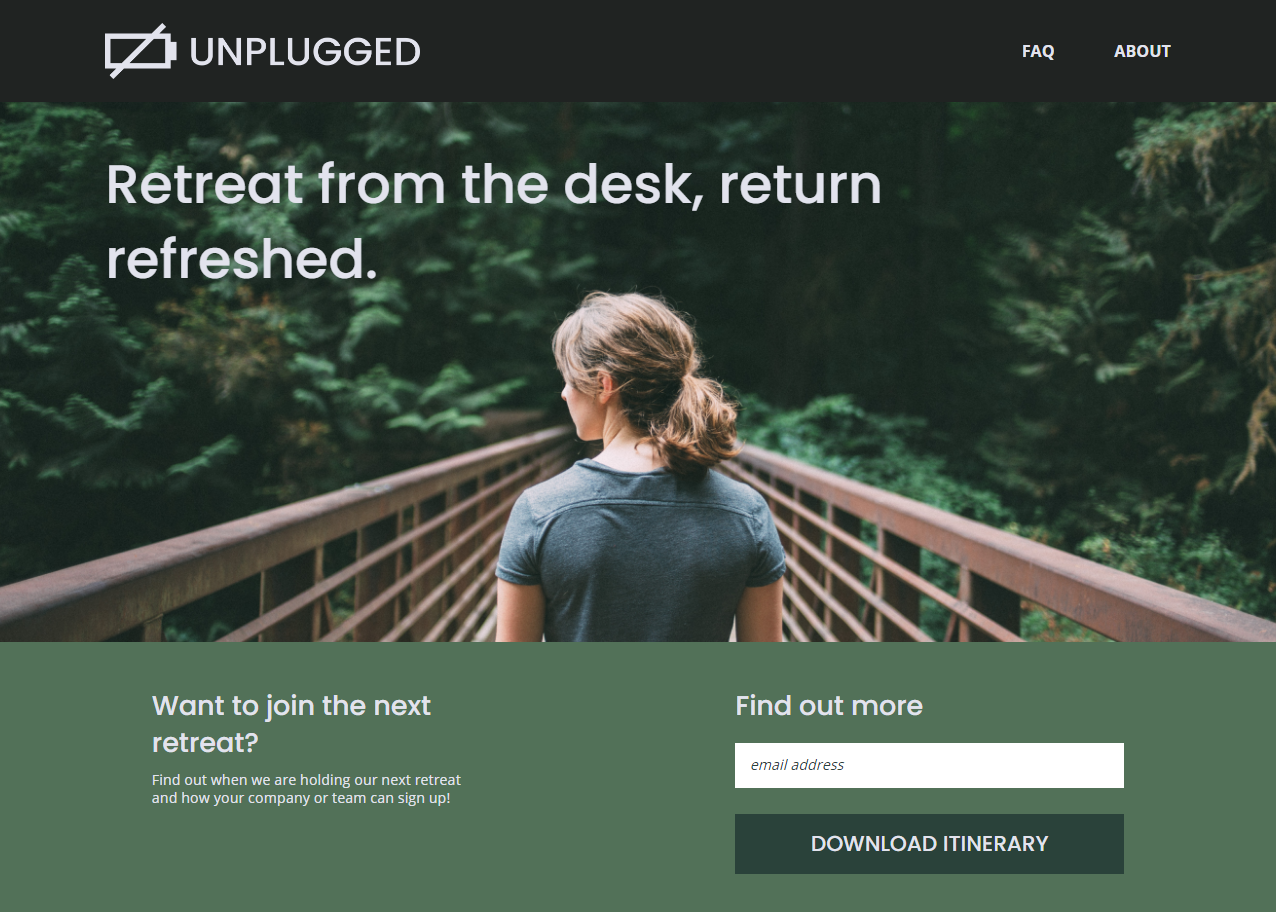 UNPLUGGED
FAQ
ABOUT
Retreat from the desk, return
refreshed.
Want to join the next
retreat?
Find out when we are holding our next retreat
and how your company or team can sign up!
Find out more
email address
DOWNLOAD ITINERARY